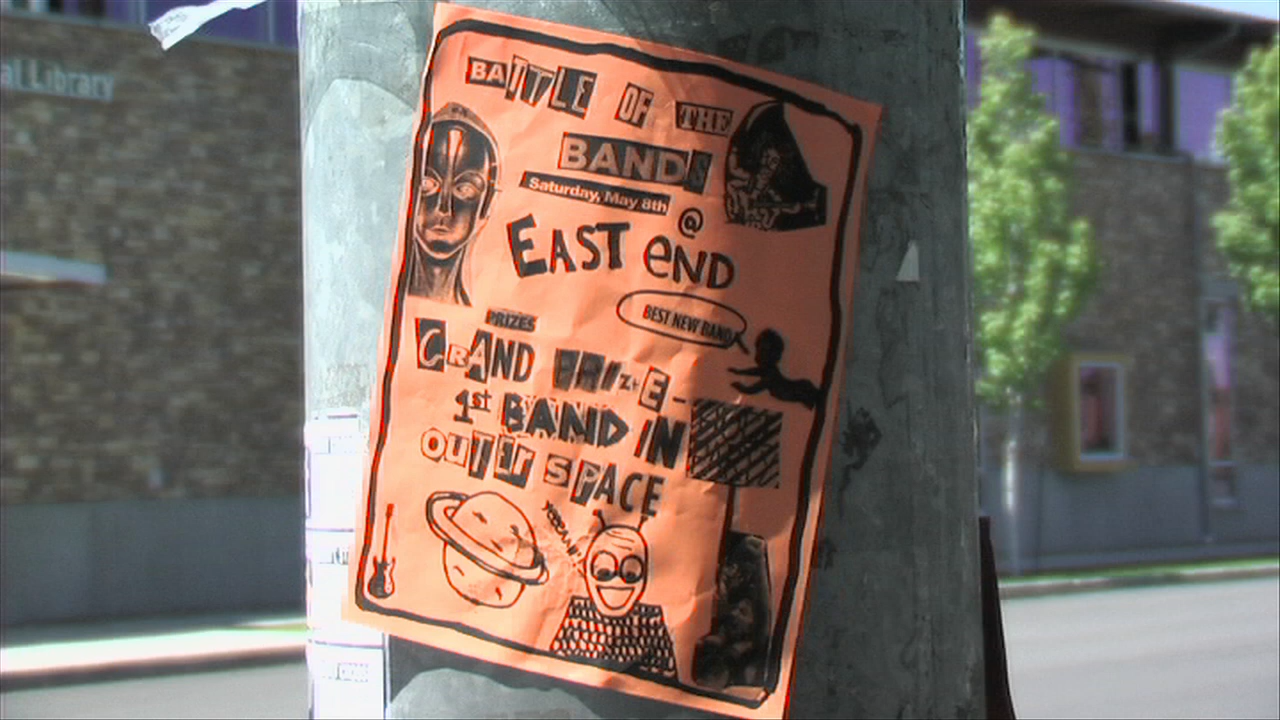 al Library
BATTLE OF THE
BANDS
Saturday, May 8th
@
EAST END
BEST NEW BAND
PRIZES
GRAND PRIZE-
1st BAND IN
OUTER SPACE